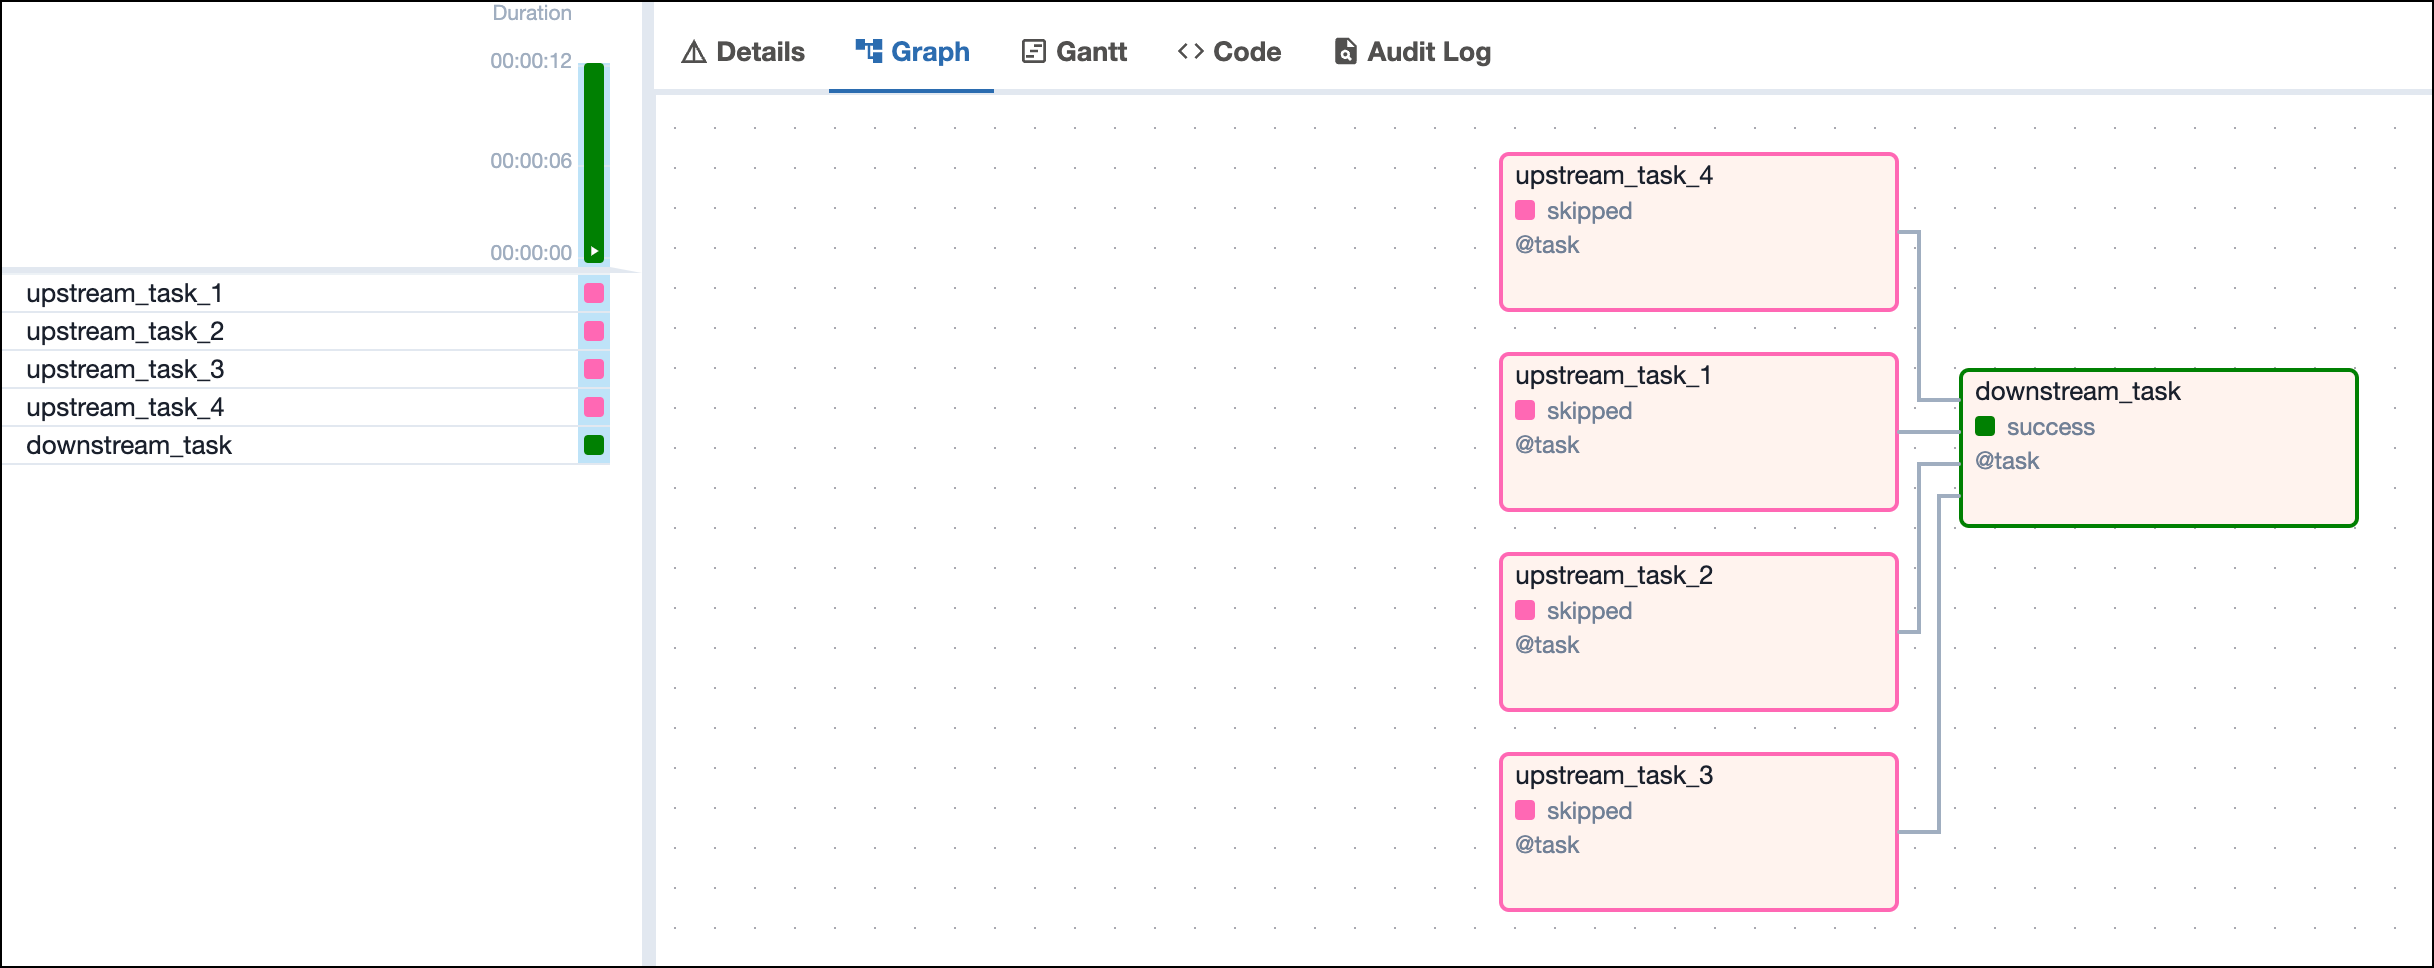 Duration
00:00:12
00:00:06
00:00:00
upstream_task_1
upstream_task_2
upstream_task_3
upstream_task_4
downstream_task
Details Graph Gantt Code Audit Log
upstream_task_4
skipped
@task
upstream_task_1
skipped
@task
downstream_task
success
@task
upstream_task_2
skipped
@task
upstream_task_3
skipped
@task